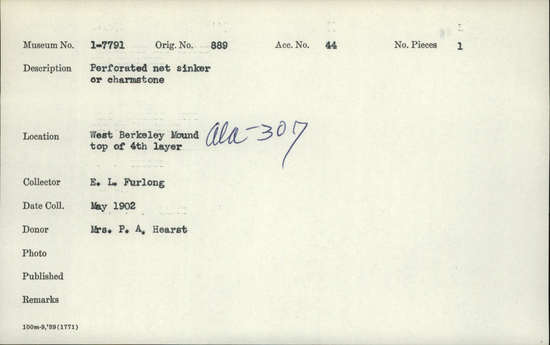 Museum No. 1-7791 Orig. No. 889 Acc. No. 44 No. Pieces 1
Description Perforated net sinker
or charmstone
Location West Berkeley Mound Ala-307
top of 4th layer
Collector E. L. Furlong
Date Coll. May 1902
Donor Mrs. P. A. Hearst
Photo
Published
Remarks
100m-9,'39(1771)